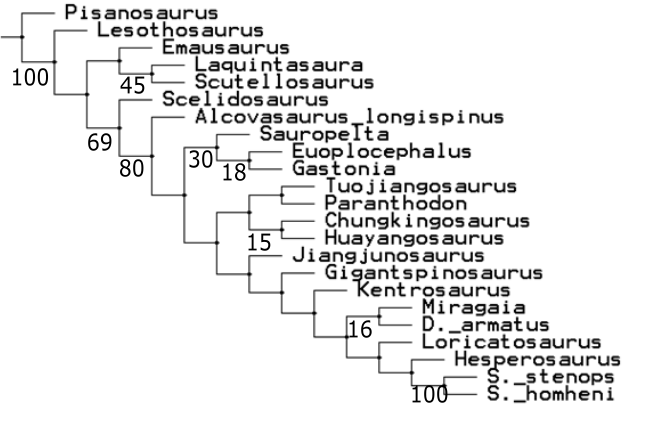 Pisanosaurus
Lesothosaurus
100
Emausaurus
Laquintasaura
45
Scutellosaurus
Scelidosaurus
Alcovasaurus_longispinus
69
Sauropelta
80
30
Euoplocephalus
18
Gastonia
Tuojiangosaurus
Paranthodon
Chungkingosaurus
15
Huayangosaurus
Jiangjunosaurus
Gigantspinosaurus
Kentrosaurus
Miragaia
16
D._armatus
Loricatosaurus
Hesperosaurus
S._stenops
100
S._homheni